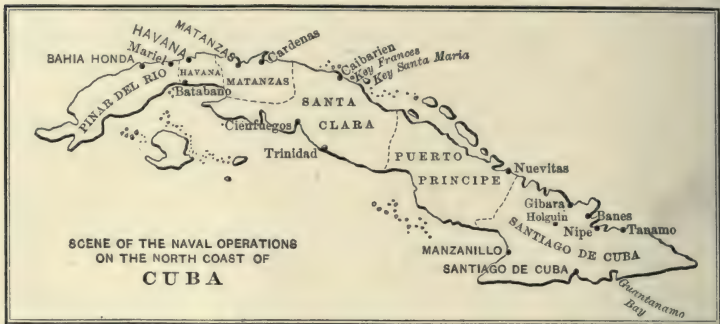 BAHIA HONDA
Mariel
HAVANA
MATANZAS
Cardenas
HAVANA
MATANZAS
PINAR DEL RIO
Batabano
Caibarien
Key Frances
Key Santa Maria
SANTA
CLARA
Cienfuegos
Trinidad
PUERTO
PRINCIPE
Nuevitas
Gibara
Holguin
Banes
Nipe
Tanamo
SANTIAGO DE CUBA
MANZANILLO
SANTIAGO DE CUBA
Guantanamo
Bay
SCENE OF THE NAVAL OPERATIONS
ON THE NORTH COAST OF
CUBA